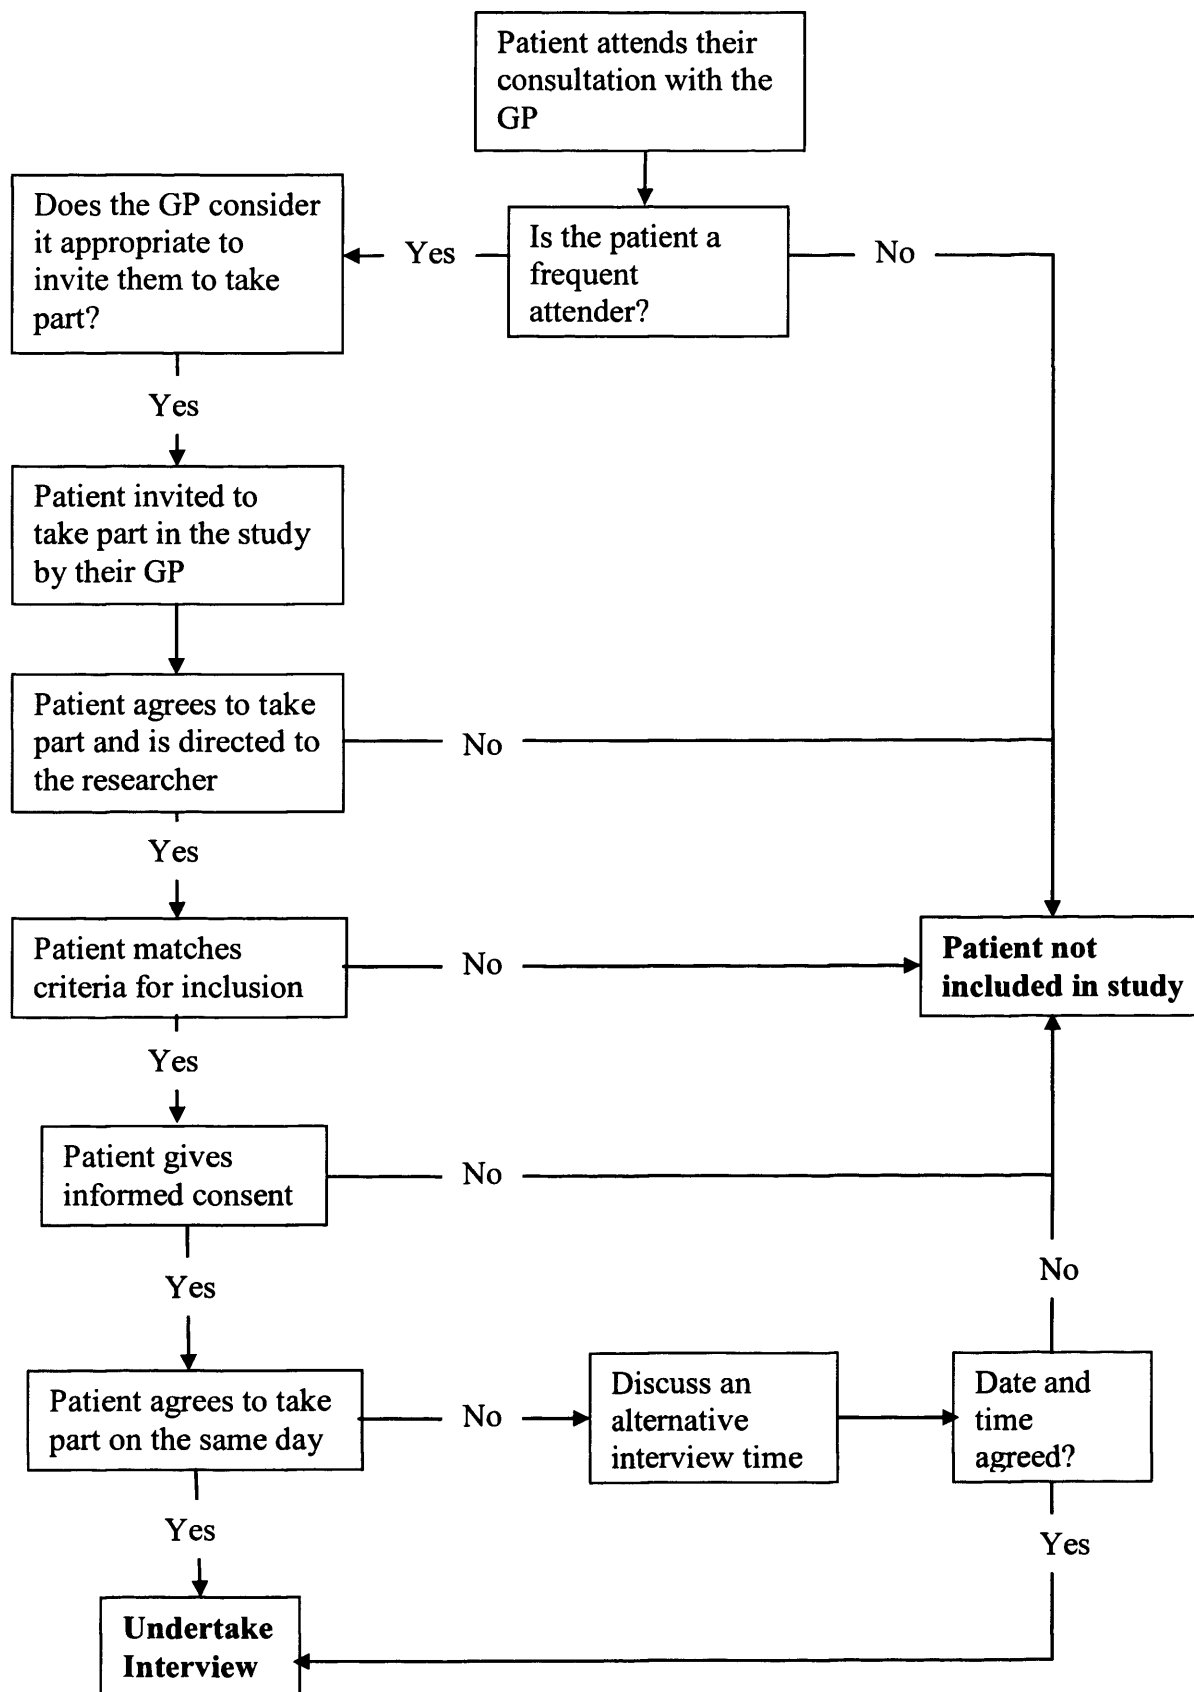 Patient attends their
consultation with the
GP
Does the GP consider
it appropriate to
invite them to take
part?
Yes
Is the patient a
frequent
attender?
No
Yes
Patient invited to
take part in the study
by their GP
Patient agrees to take
part and is directed to
the researcher
No
Yes
Patient matches
criteria for inclusion
No
Patient not
included in study
Yes
Patient gives
informed consent
No
Yes
No
Patient agrees to take
part on the same day
No
Discuss an
alternative
interview time
Date and
time
agreed?
Yes
Yes
Undertake
Interview